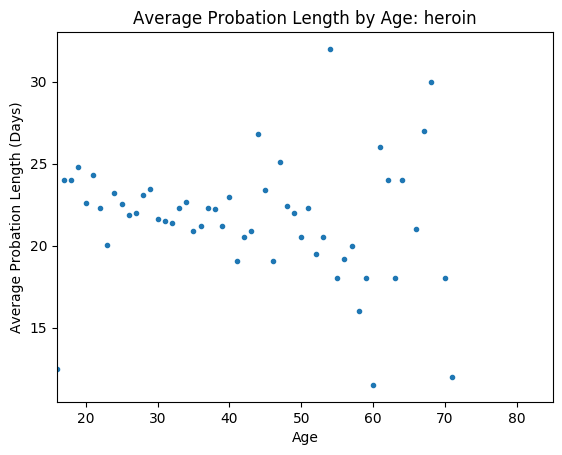 Average Probation Length by Age: heroin
Average Probation Length (Days)
30
25
20
15
20 30 40 50 60 70 80
Age